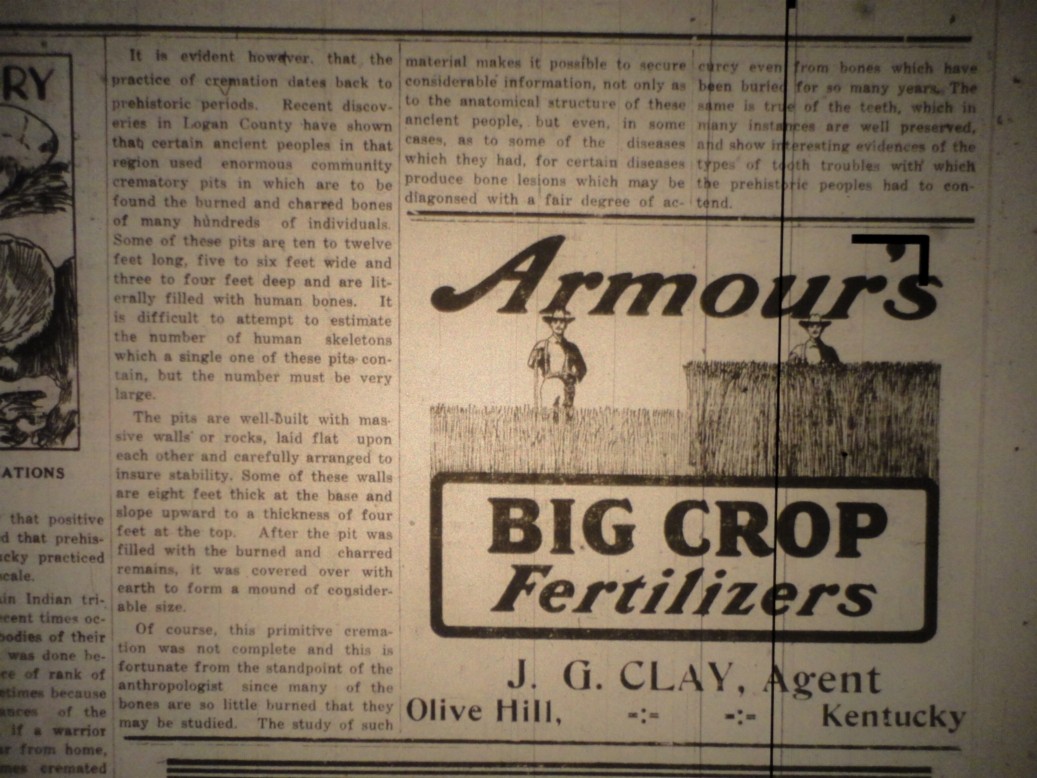 RY
ATIONS
that positive
d that prehis-
cky practiced
cale.
in Indian tri-
ecent times oc-
bodies of their
was done be-
ce of rank of
etimes because
ances of the
if a warrior
ar from home,
mes cremated
It is evident however. that the
practice of cremation dates back to
prehistoric periods. Recent discov-
eries in Logan County have shown
that certain ancient peoples in that
region used enormous community
crematory pits in which are to be
found the burned and charred bones
of many hundreds of individuals.
Some of these pits are ten to twelve
feet long, five to six feet wide and
three to four feet deep and are lit-
erally filled with human bones. It
is difficult to attempt to estimate
the number of human skeletons
which a single one of these pits con-
tain, but the number must be very
large.
The pits are well-built with mas-
sive walls or rocks, laid flat upon
each other and carefully arranged to
insure stability. Some of these walls
are eight feet thick at the base and
slope upward to a thickness of four
feet at the top. After the pit was
filled with the burned and charred
remains, it was covered over with
earth to form a mound of consider-
able size.
Of course, this primitive crema-
tion was not complete and this is
fortunate from the standpoint of the
anthropologist since many of the
bones are so little burned that they
may be studied. The study of such
material makes it possible to secure
considerable information, not only as
to the anatomical structure of these
ancient people, but even, in some
cases, as to some of the diseases
which they had, for certain diseases
produce bone lesions which may be
diagonsed with a fair degree of ac-
curcy even from bones which have
been buried for so many years. The
same is true of the teeth, which in
many instances are well preserved,
and show interesting evidences of the
types of tooth troubles with which
the prehistoric peoples had to con-
tend.
Armour's
BIG CROP
Fertilizers
J. G. CLAY, Agent
Olive Hill, -:- -:- Kentucky